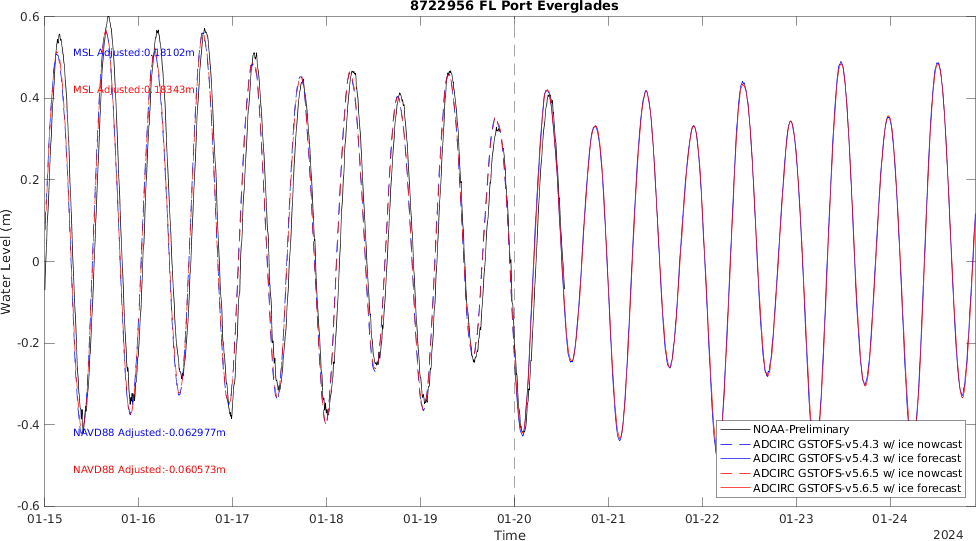 8722956 FL Port Everglades
0.6
MSL Adjusted:0.18102m
MSL Adjusted:0.18343m
0.4
0.2
0
-0.2
-0.4
-0.6
Water Level (m)
NAVD88 Adjusted:-0.062977m
NAVD88 Adjusted:-0.060573m
NOAA-Preliminary
ADCIRC GSTOFS-v5.4.3 w/ ice nowcast
ADCIRC GSTOFS-v5.4.3 w/ ice forecast
ADCIRC GSTOFS-v5.6.5 w/ ice nowcast
ADCIRC GSTOFS-v5.6.5 w/ ice forecast
01-15 01-16 01-17 01-18 01-19 01-20 01-21 01-22 01-23 01-24
Time
2024